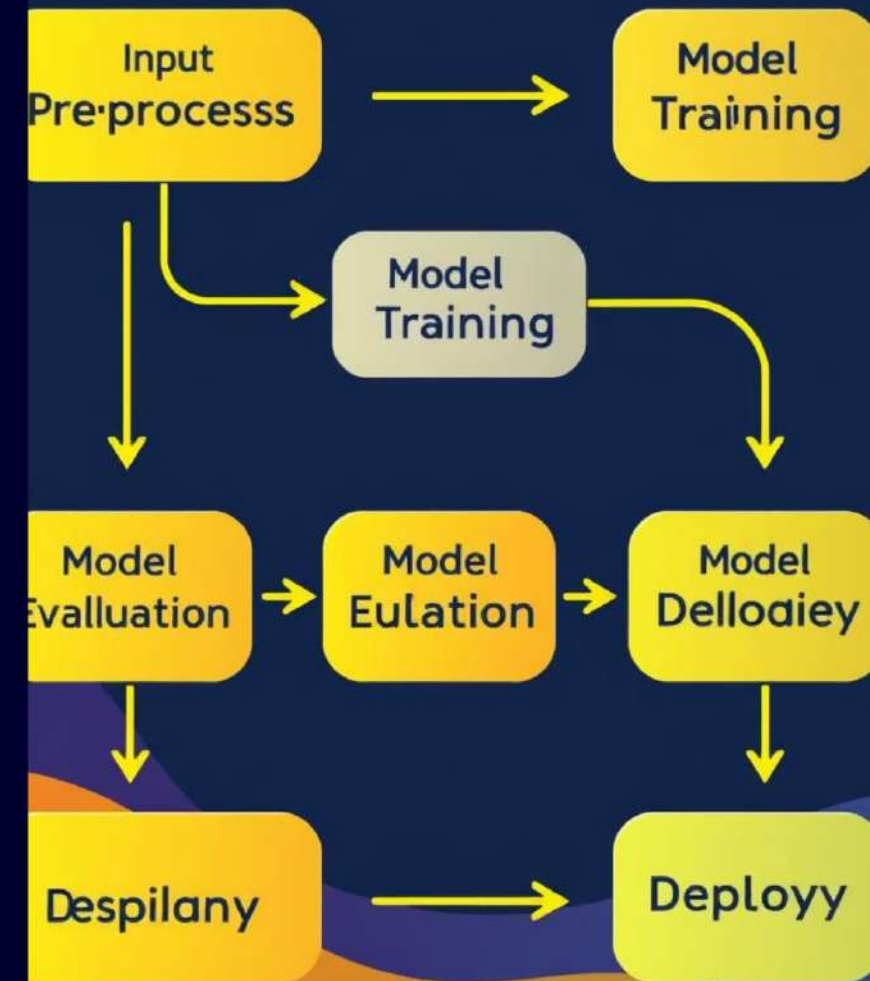 Input
Pre-processs
Model
Traiining
Model
Training
Model
Evalluation
Model
Eulation
Model
Dellodiey
Despilany
Deployy